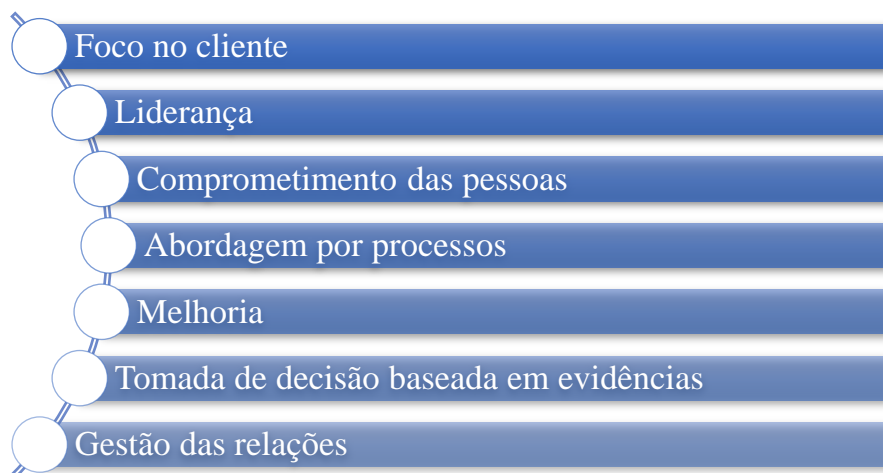 Foco no cliente
Liderança
Comprometimento das pessoas
Abordagem por processos
Melhoria
Tomada de decisão baseada em evidências
Gestão das relações